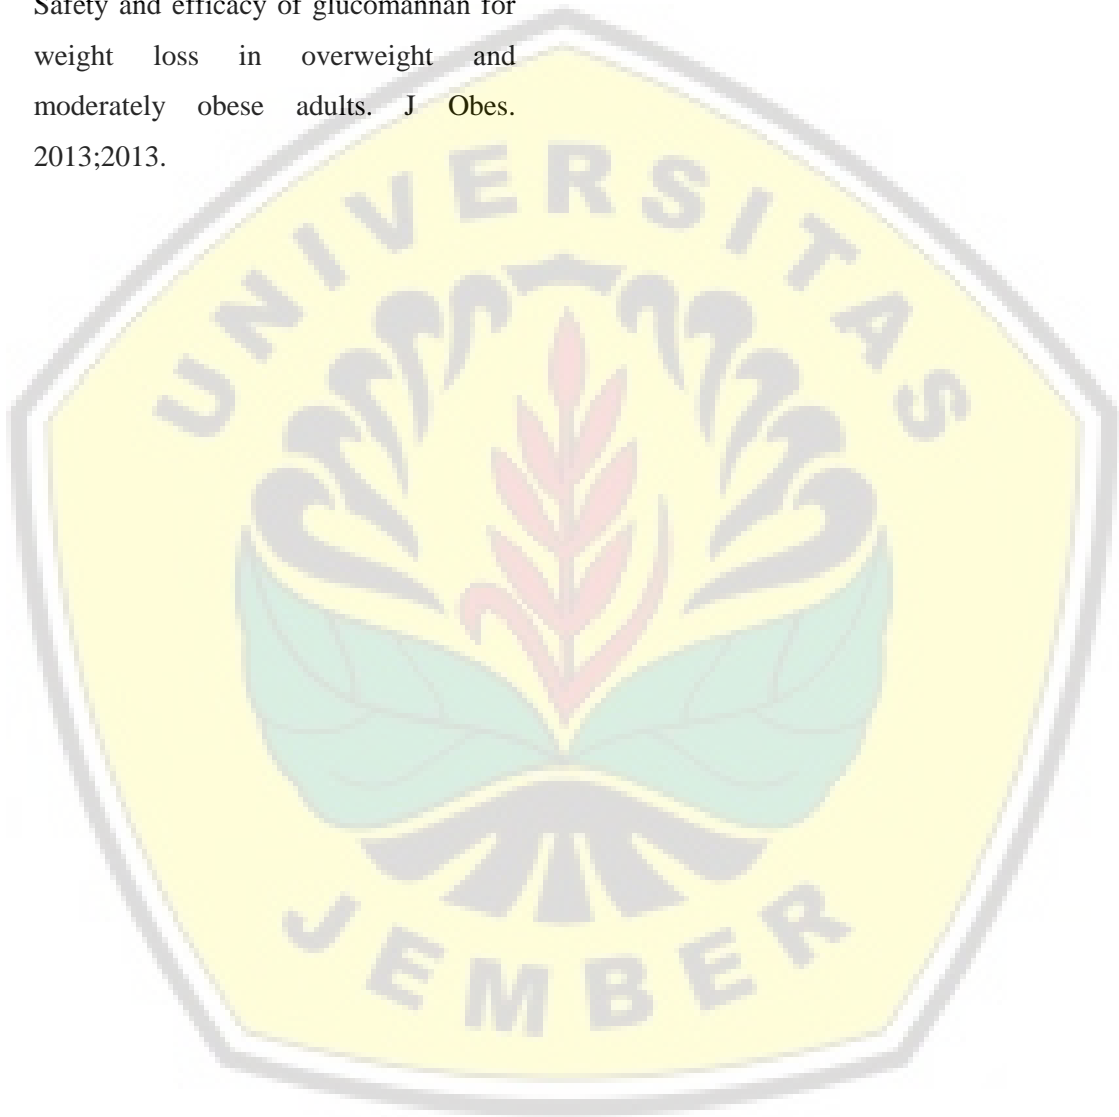 Safety and efficacy of glucomannan for
weight loss in overweight and
moderately obese adults. J Obes.
2013;2013.
UNIVERSITAS
JEMBER